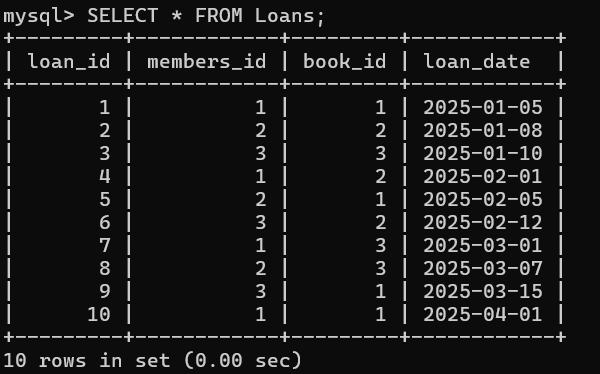 mysql> SELECT * FROM Loans;
+---------+------------+---------+------------+
| loan_id | members_id | book_id | loan_date  |
+---------+------------+---------+------------+
|       1 |          1 |       1 | 2025-01-05 |
|       2 |          2 |       2 | 2025-01-08 |
|       3 |          3 |       3 | 2025-01-10 |
|       4 |          1 |       2 | 2025-02-01 |
|       5 |          2 |       1 | 2025-02-05 |
|       6 |          3 |       2 | 2025-02-12 |
|       7 |          1 |       3 | 2025-03-01 |
|       8 |          2 |       3 | 2025-03-07 |
|       9 |          3 |       1 | 2025-03-15 |
|      10 |          1 |       1 | 2025-04-01 |
+---------+------------+---------+------------+
10 rows in set (0.00 sec)